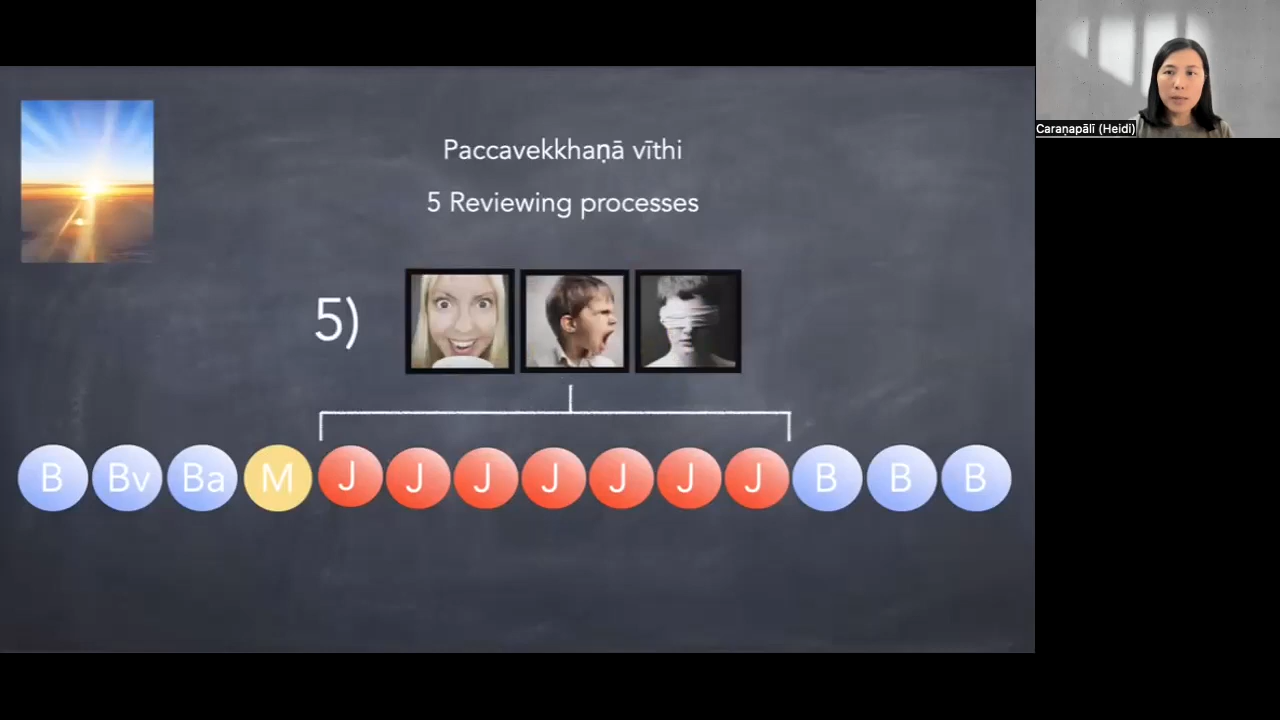 Paccavekkhaṇā vīthi
5 Reviewing processes
5)
B Bv Ba M J J J J J J J B B B
Caraṇapālī (Heidi)